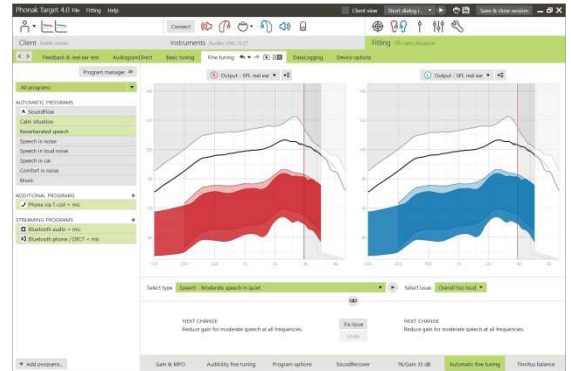 Phonak Target 4.0 File Fitting Help
Client view
Save & close session
Connect
Client
Instruments
Fitting
Feedback & real ear test
AudiogramDirect
Basic tuning
Fine tuning
DataLogging
Device options
Program manager
All programs
AUTOMATIC PROGRAMS
SoundFlow
Calm situation
Reverberated speech
Speech in noise
Speech in loud noise
Speech in car
Comfort in noise
Music
ADDITIONAL PROGRAMS
Phone via T-coil + mic
STREAMING PROGRAMS
Bluetooth audio + mic
Bluetooth phone / DECT + mic
Add programs...
Output - SPL real ear
Output - SPL real ear
Select type Speech - Moderate speech in quiet
Select issue Overall too loud
NEXT CHANGE
Reduce gain for moderate speech at all frequencies.
Fix issue
Undo
NEXT CHANGE
Reduce gain for moderate speech at all frequencies.
Gain & MPO
Audibility fine tuning
Program options
SoundRecover
TK/Gain 35 dB
Automatic fine tuning
Tinnitus balance